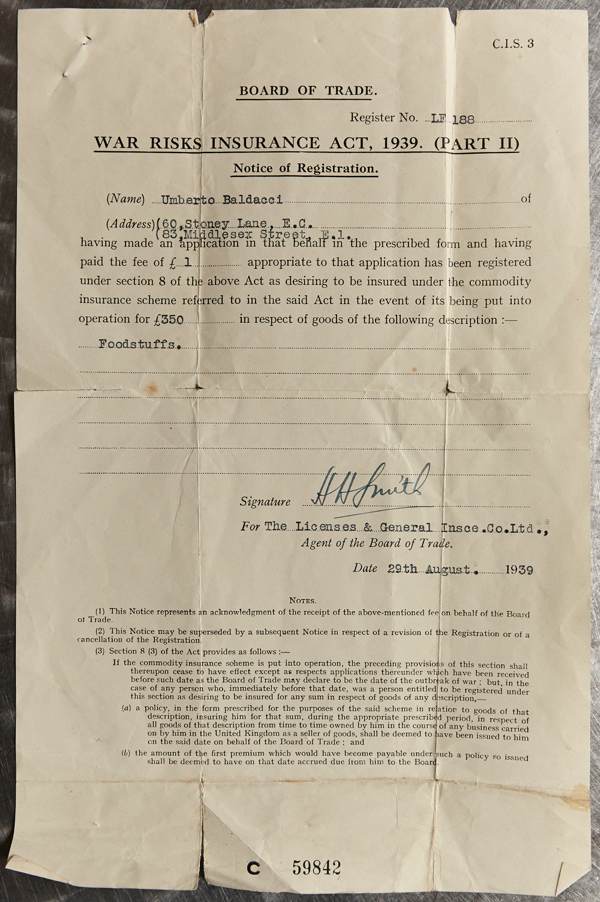 C.I.S. 3
BOARD OF TRADE.
Register No. LF 188
WAR RISKS INSURANCE ACT, 1939. (PART II)
Notice of Registration.
(Name) Umberto Baldacci of
(Address) (60, Stoney Lane, E.C.
(83, Middlesex Street, E.1.
having made an application in that behalf in the prescribed form and having
paid the fee of £ 1 appropriate to that application has been registered
under section 8 of the above Act as desiring to be insured under the commodity
insurance scheme referred to in the said Act in the event of its being put into
operation for £350 in respect of goods of the following description :—
Foodstuffs.
Signature H H Smith
For The Licenses & General Insce.Co.Ltd.,
Agent of the Board of Trade.
Date 29th August. 1939
NOTES.
(1) This Notice represents an acknowledgment of the receipt of the above-mentioned fee on behalf of the Board
of Trade.
(2) This Notice may be superseded by a subsequent Notice in respect of a revision of the Registration or of a
cancellation of the Registration.
(3) Section 8 (3) of the Act provides as follows :—
If the commodity insurance scheme is put into operation, the preceding provisions of this section shall
thereupon cease to have effect except as respects applications thereunder which have been received
before such date as the Board of Trade may declare to be the date of the outbreak of war ; but, in the
case of any person who, immediately before that date, was a person entitled to be registered under
this section as desiring to be insured for any sum in respect of goods of any description,—
(a) a policy, in the form prescribed for the purposes of the said scheme in relation to goods of that
description, insuring him for that sum, during the appropriate prescribed period, in respect of
all goods of that description from time to time owned by him in the course of any business carried
on by him in the United Kingdom as a seller of goods, shall be deemed to have been issued to him
on the said date on behalf of the Board of Trade ; and
(b) the amount of the first premium which would have become payable under such a policy so issued
shall be deemed to have on that date accrued due from him to the Board.
C 59842